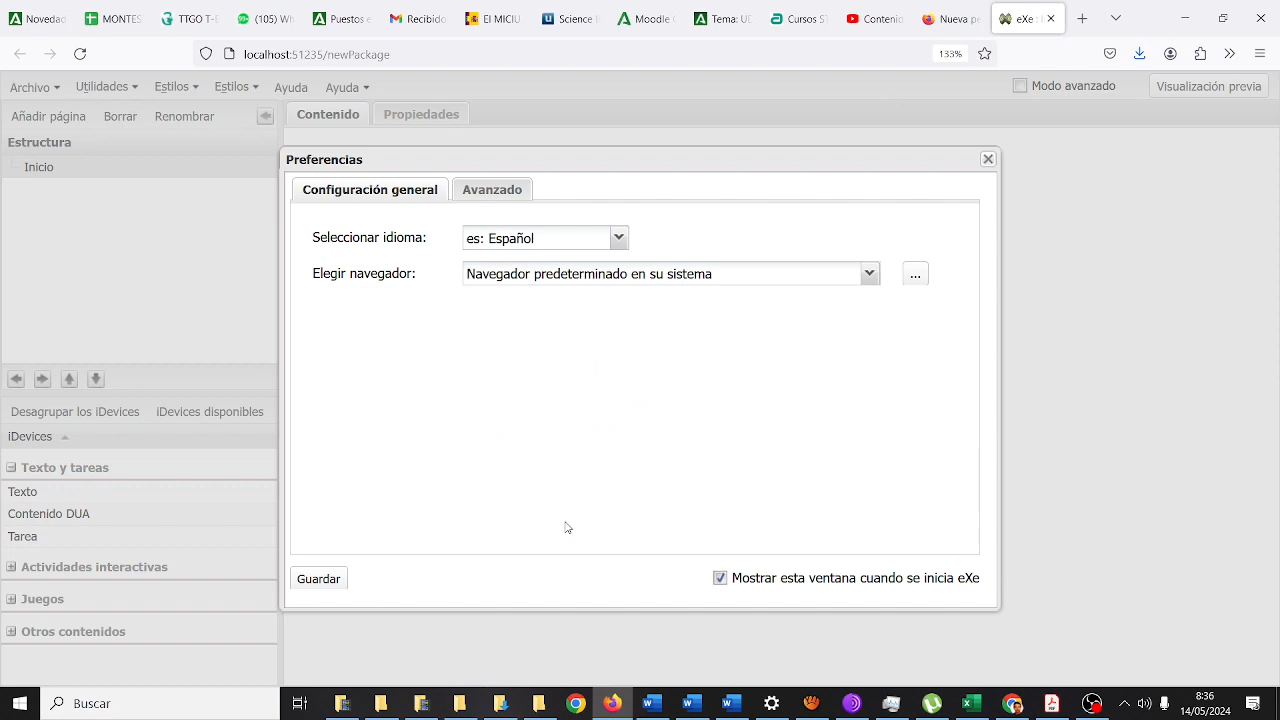 Novedad
MONTES
TIGO T-E
(105) Wh
Puestos e
Recibido
El MICIU
Science
Moodle
Tema: UD
Cursos ST
Contenid
Nueva pe
eXe :
localhost:51235/newPackage
133%
Archivo
Utilidades
Estilos
Estilos
Ayuda
Ayuda
Modo avanzado
Visualización previa
Añadir página
Borrar
Renombrar
Contenido
Propiedades
Estructura
Inicio
Preferencias
Configuración general
Avanzado
Seleccionar idioma:
es: Español
Elegir navegador:
Navegador predeterminado en su sistema
...
Desagrupar los iDevices
iDevices disponibles
iDevices
Texto y tareas
Texto
Contenido DUA
Tarea
Actividades interactivas
Juegos
Otros contenidos
Guardar
Mostrar esta ventana cuando se inicia eXe
Buscar
8:36
14/05/2024